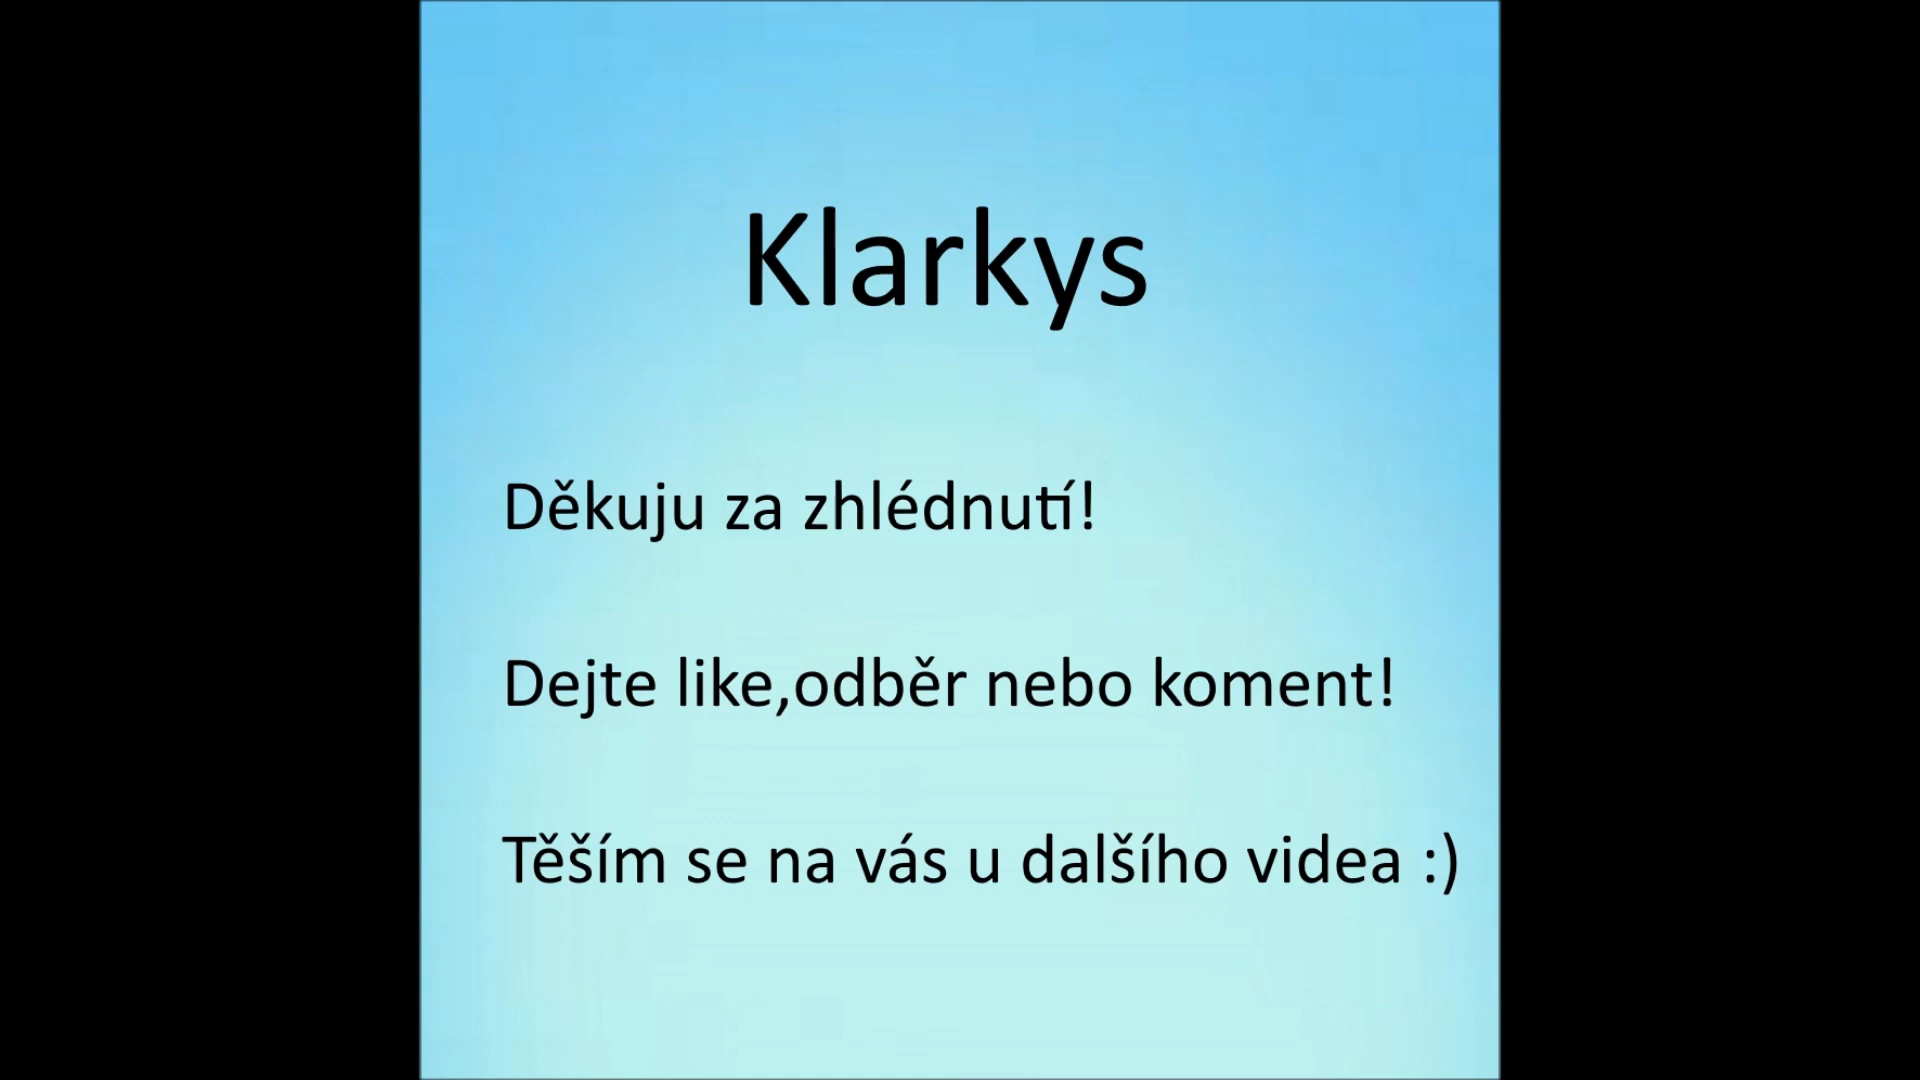 Klarkys
Děkuju za zhlédnutí!
Dejte like,odběr nebo koment!
Těším se na vás u dalšího videa :)